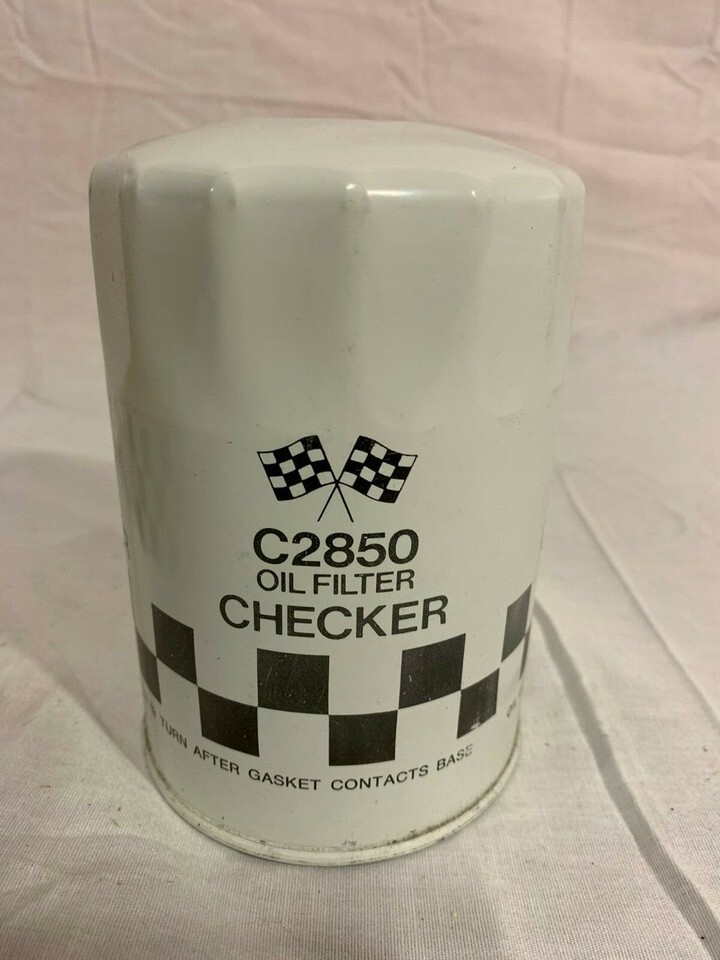 C2850
OIL FILTER
CHECKER
TURN AFTER GASKET CONTACTS BASE